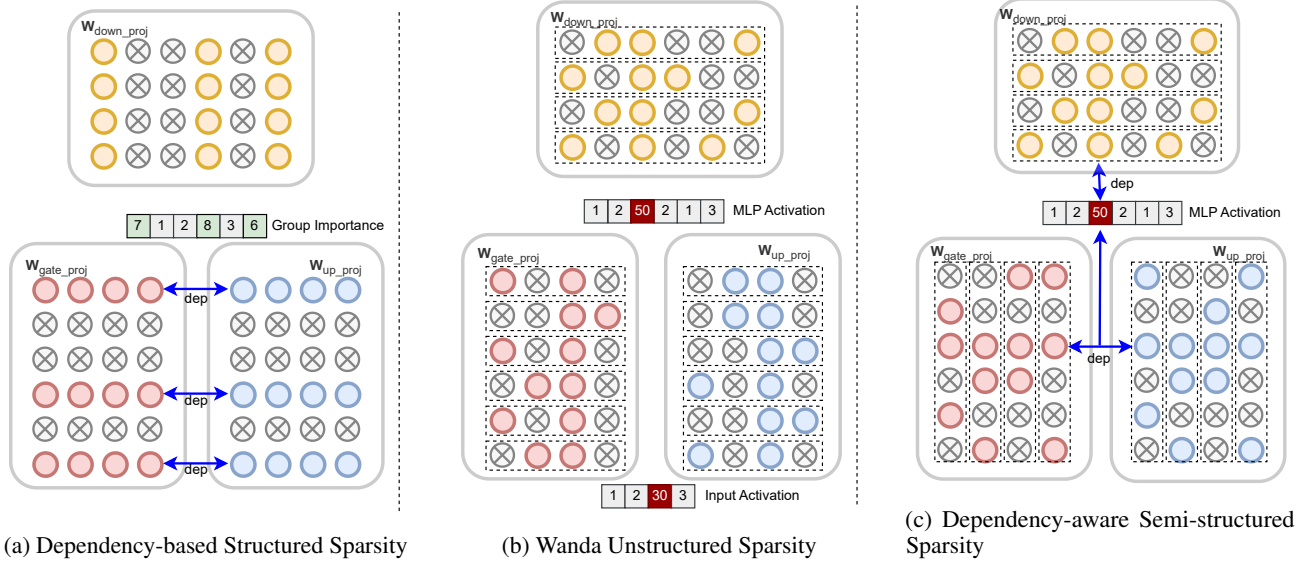 W_down_proj
7 1 2 8 3 6 Group Importance
W_gate_proj
W_up_proj
dep
dep
dep
(a) Dependency-based Structured Sparsity
W_down_proj
1 2 50 2 1 3 MLP Activation
W_gate_proj
W_up_proj
1 2 30 3 Input Activation
(b) Wanda Unstructured Sparsity
W_down_proj
dep
1 2 50 2 1 3 MLP Activation
W_gate_proj
W_up_proj
dep
(c) Dependency-aware Semi-structured
Sparsity